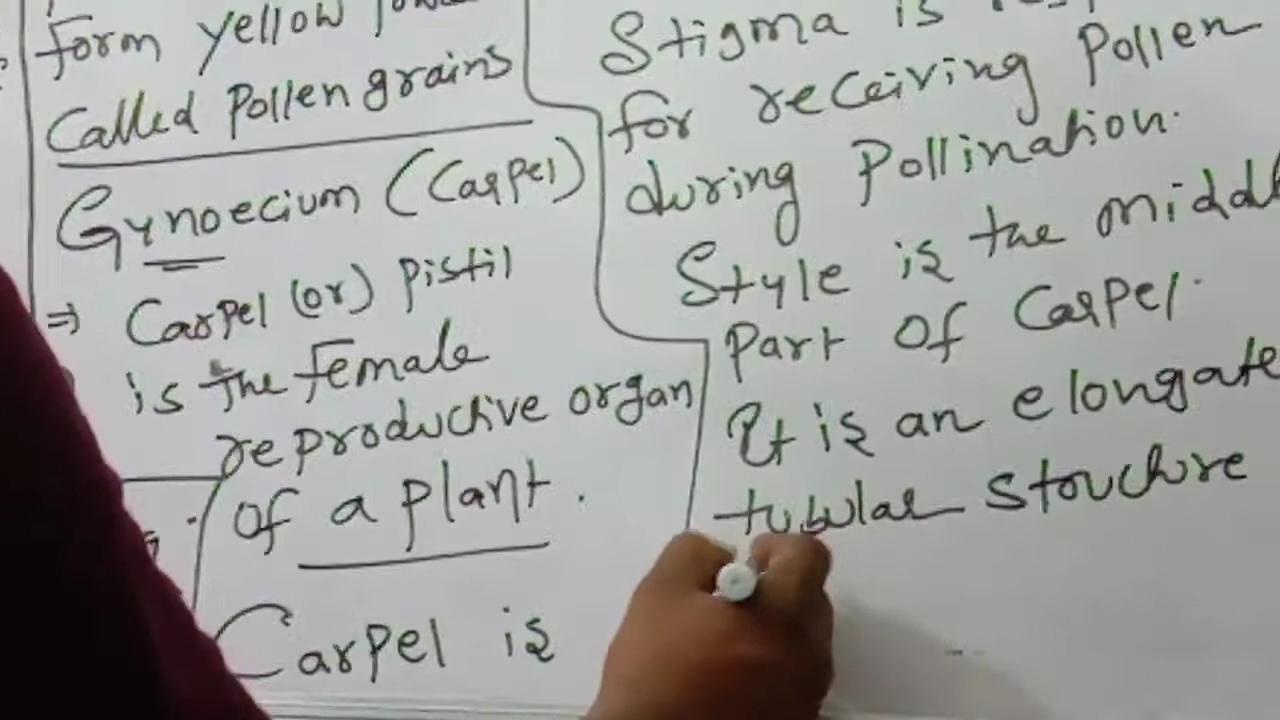 form yellow
Called Pollen grains
Gynoecium (Carpel)
⇒ Carpel (or) Pistil
is the female
reproductive organ
of a plant.
Carpel is
Stigma is
for receiving Pollen
during Pollination.
Style is the
Part of Carpel.
It is an elongate
tubular structure